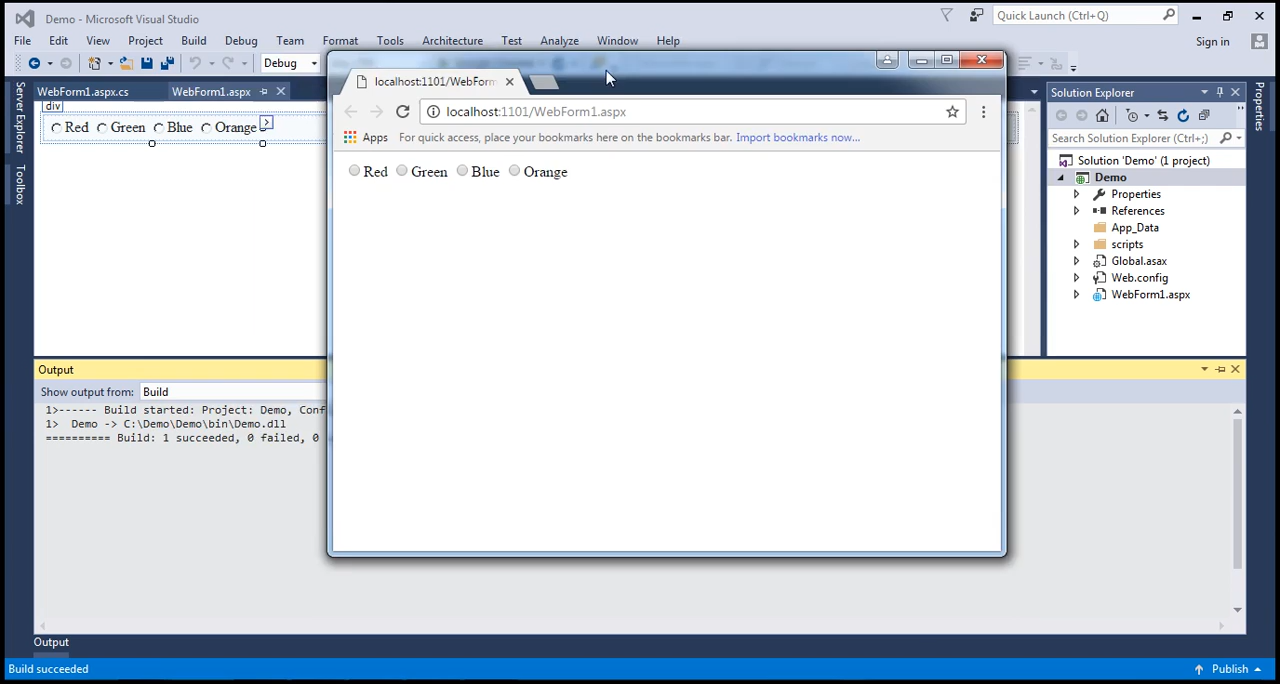 Demo - Microsoft Visual Studio
Quick Launch (Ctrl+Q)
File Edit View Project Build Debug Team Format Tools Architecture Test Analyze Window Help
Sign in
Debug
Server Explorer
Toolbox
WebForm1.aspx.cs
WebForm1.aspx
div
Red Green Blue Orange
localhost:1101/WebForm
localhost:1101/WebForm1.aspx
Apps
For quick access, place your bookmarks here on the bookmarks bar. Import bookmarks now...
Red Green Blue Orange
Solution Explorer
Search Solution Explorer (Ctrl+;)
Solution 'Demo' (1 project)
Demo
Properties
References
App_Data
scripts
Global.asax
Web.config
WebForm1.aspx
Properties
Output
Show output from: Build
1>------ Build started: Project: Demo, Conf
1> Demo -> C:\Demo\Demo\bin\Demo.dll
========== Build: 1 succeeded, 0 failed, 0
Output
Build succeeded
Publish